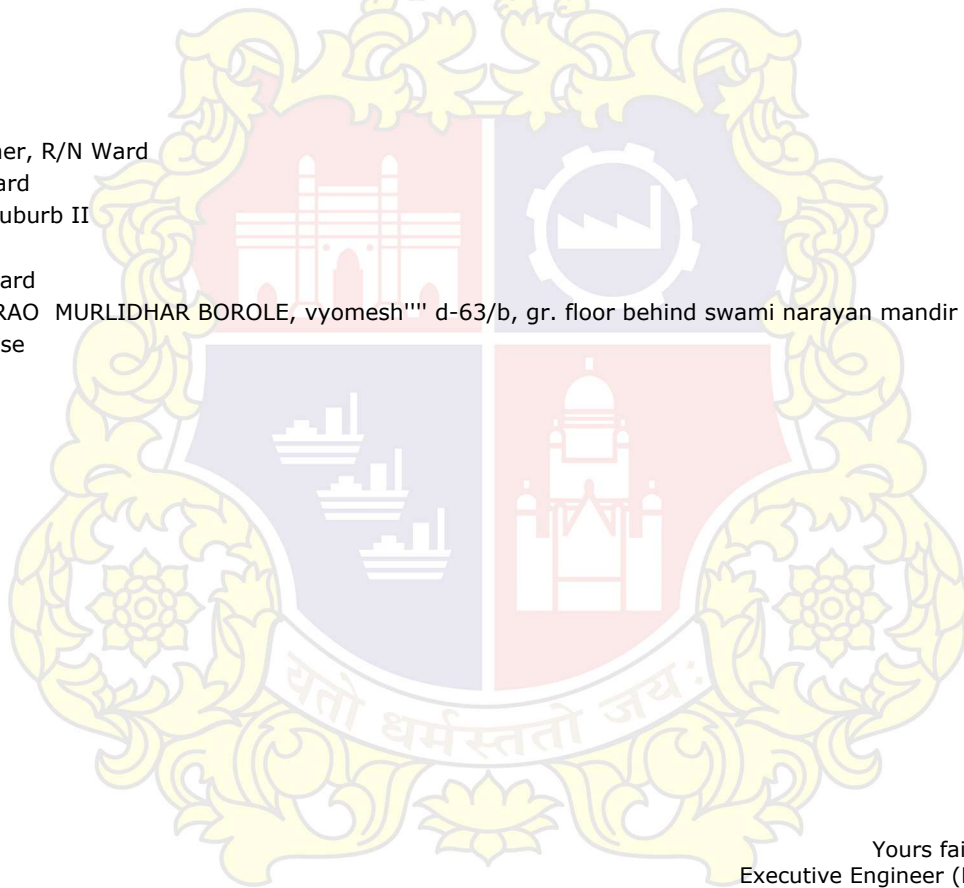 er, R/N Ward
ard
uburb II
ard
RAO MURLIDHAR BOROLE, vyomesh'''' d-63/b, gr. floor behind swami narayan mandir
se
यतो धर्मस्ततो जय:
Yours fai
Executive Engineer (